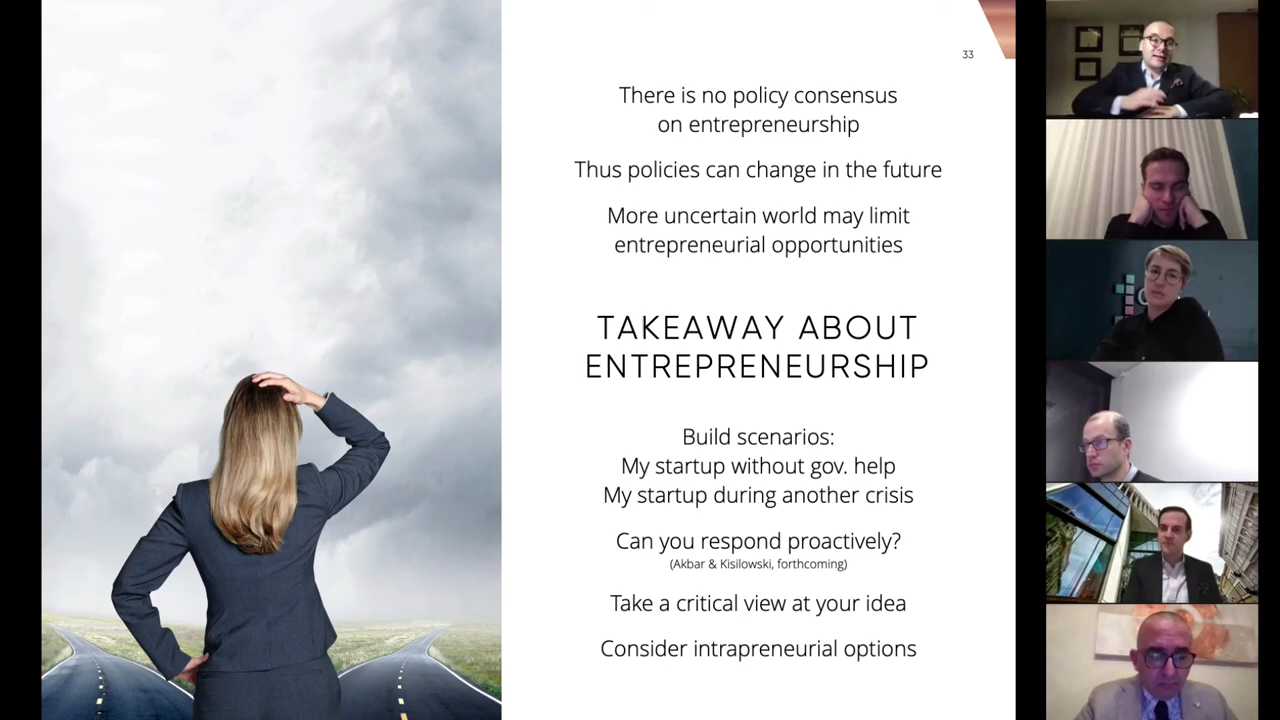 33
There is no policy consensus
on entrepreneurship
Thus policies can change in the future
More uncertain world may limit
entrepreneurial opportunities
TAKEAWAY ABOUT
ENTREPRENEURSHIP
Build scenarios:
My startup without gov. help
My startup during another crisis
Can you respond proactively?
(Akbar & Kisilowski, forthcoming)
Take a critical view at your idea
Consider intrapreneurial options